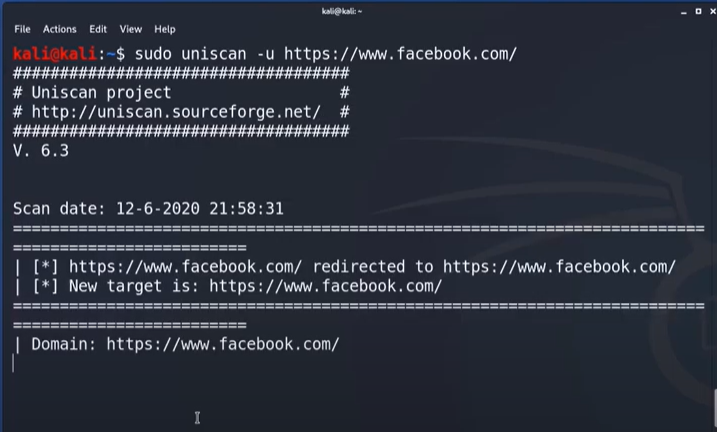 kali@kali: ~
File Actions Edit View Help
kali@kali:~$ sudo uniscan -u https://www.facebook.com/
####################################
# Uniscan project #
# http://uniscan.sourceforge.net/ #
####################################
V. 6.3
Scan date: 12-6-2020 21:58:31
==========================================================================
=========================
| [*] https://www.facebook.com/ redirected to https://www.facebook.com/
| [*] New target is: https://www.facebook.com/
==========================================================================
=========================
| Domain: https://www.facebook.com/